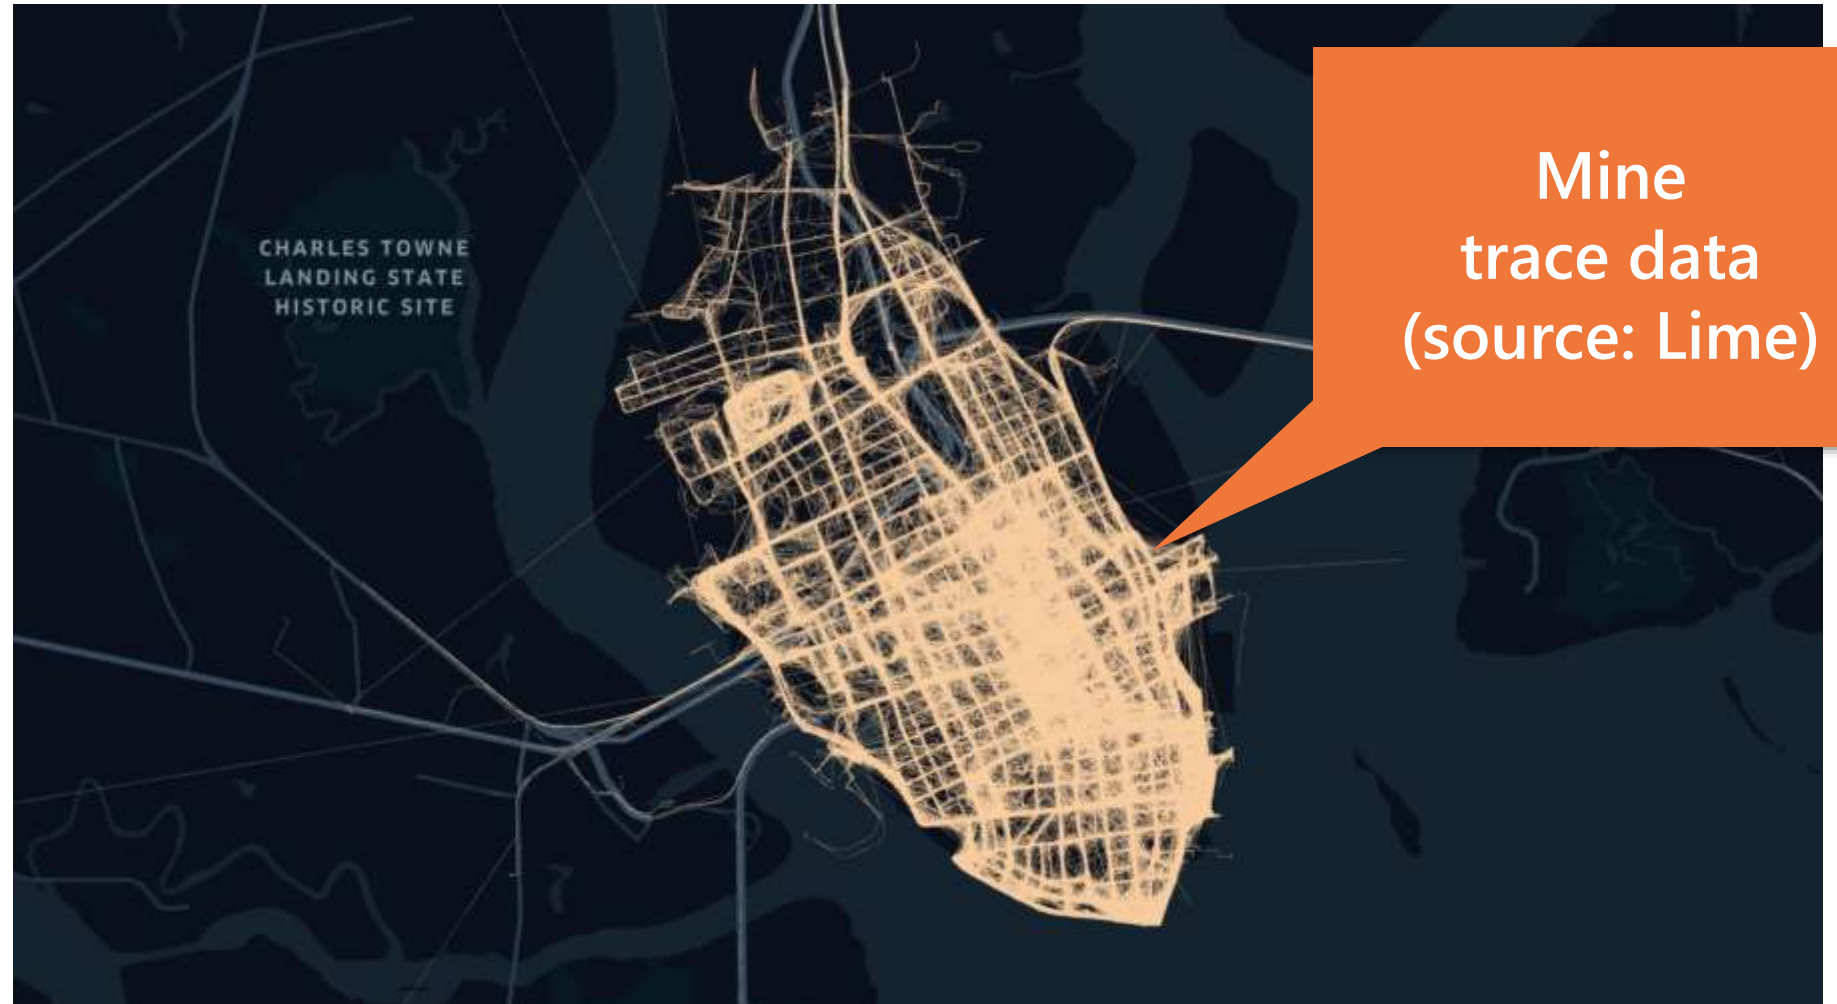 CHARLES TOWNE
LANDING STATE
HISTORIC SITE
Mine
trace data
(source: Lime)